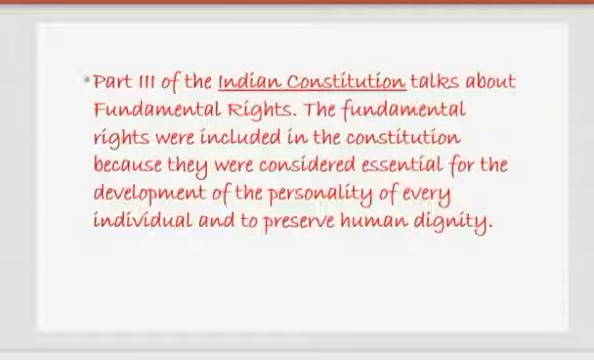 •Part III of the Indian Constitution talks about
Fundamental Rights. The fundamental
rights were included in the constitution
because they were considered essential for the
development of the personality of every
individual and to preserve human dignity.